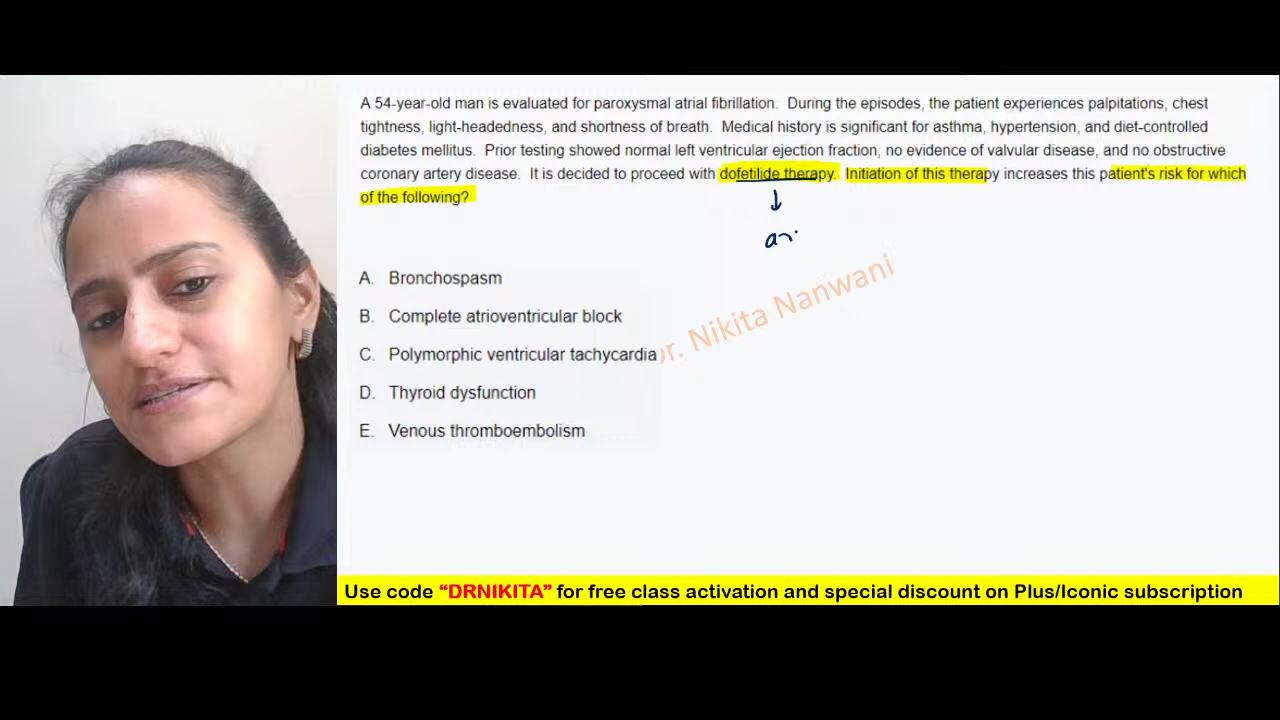 A 54-year-old man is evaluated for paroxysmal atrial fibrillation. During the episodes, the patient experiences palpitations, chest
tightness, light-headedness, and shortness of breath. Medical history is significant for asthma, hypertension, and diet-controlled
diabetes mellitus. Prior testing showed normal left ventricular ejection fraction, no evidence of valvular disease, and no obstructive
coronary artery disease. It is decided to proceed with dofetilide therapy. Initiation of this therapy increases this patient's risk for which
of the following?
A. Bronchospasm
B. Complete atrioventricular block
C. Polymorphic ventricular tachycardia
Dr. Nikita Nanwani
D. Thyroid dysfunction
E. Venous thromboembolism
Use code “DRNIKITA” for free class activation and special discount on Plus/Iconic subscription